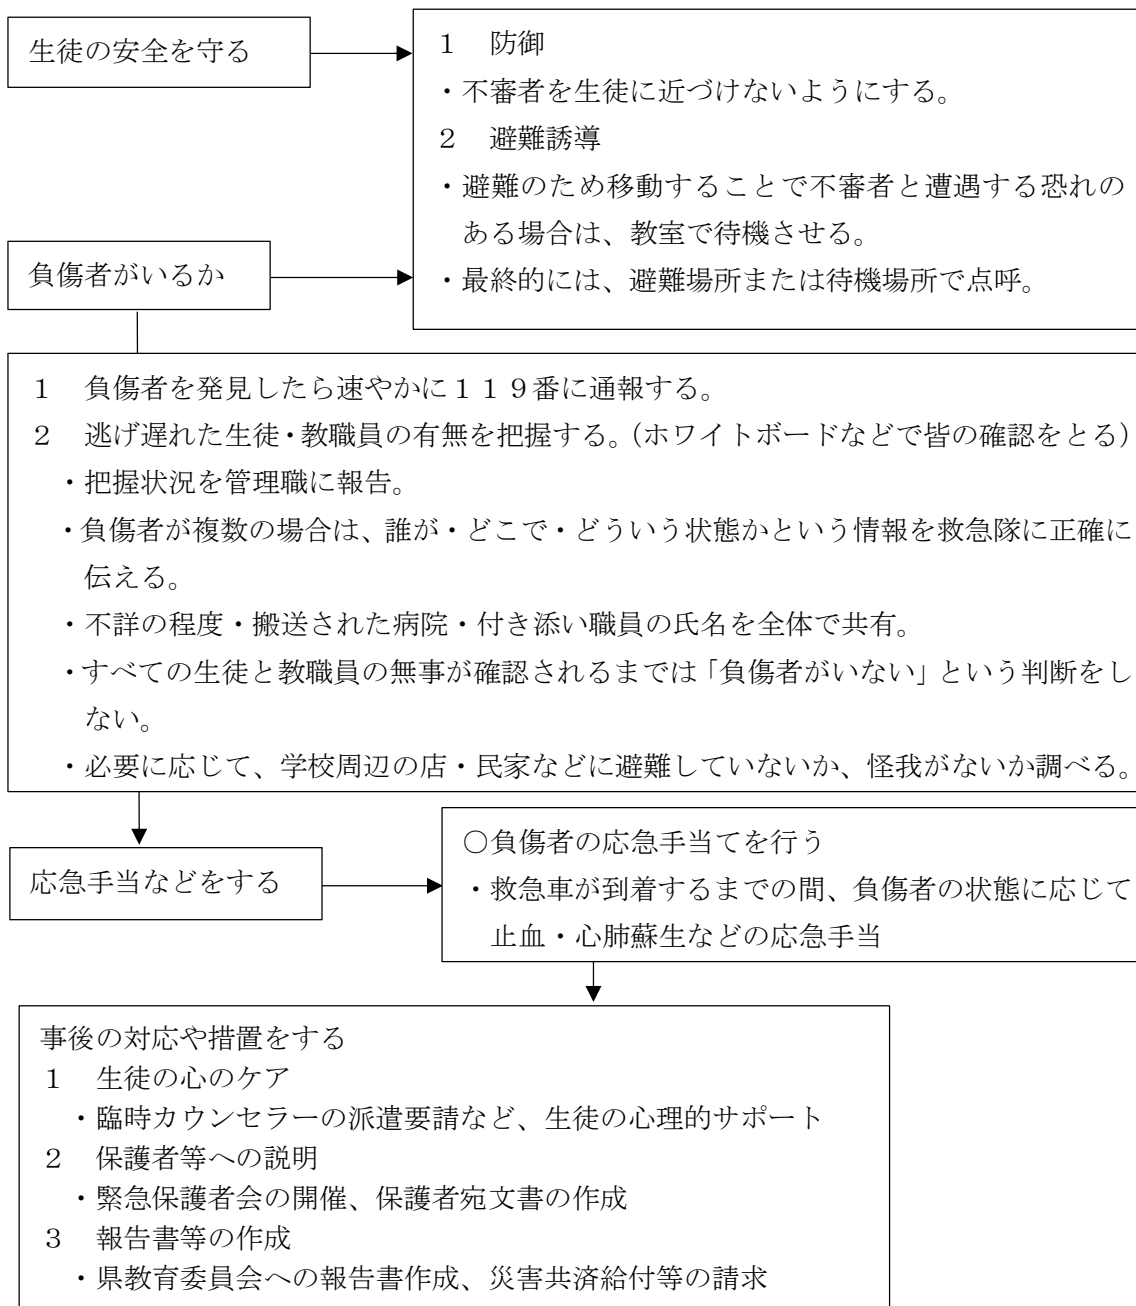 生徒の安全を守る
1 防御
・不審者を生徒に近づけないようにする。
2 避難誘導
・避難のため移動することで不審者と遭遇する恐れの
ある場合は、教室で待機させる。
・最終的には、避難場所または待機場所で点呼。
負傷者がいるか
1 負傷者を発見したら速やかに119番に通報する。
2 逃げ遅れた生徒・教職員の有無を把握する。(ホワイトボードなどで皆の確認をとる)
・把握状況を管理職に報告。
・負傷者が複数の場合は、誰が・どこで・どういう状態かという情報を救急隊に正確に
伝える。
・不詳の程度・搬送された病院・付き添い職員の氏名を全体で共有。
・すべての生徒と教職員の無事が確認されるまでは「負傷者がいない」という判断をし
ない。
・必要に応じて、学校周辺の店・民家などに避難していないか、怪我がないか調べる。
応急手当などをする
○負傷者の応急手当てを行う
・救急車が到着するまでの間、負傷者の状態に応じて
止血・心肺蘇生などの応急手当
事後の対応や措置をする
1 生徒の心のケア
・臨時カウンセラーの派遣要請など、生徒の心理的サポート
2 保護者等への説明
・緊急保護者会の開催、保護者宛文書の作成
3 報告書等の作成
・県教育委員会への報告書作成、災害共済給付等の請求